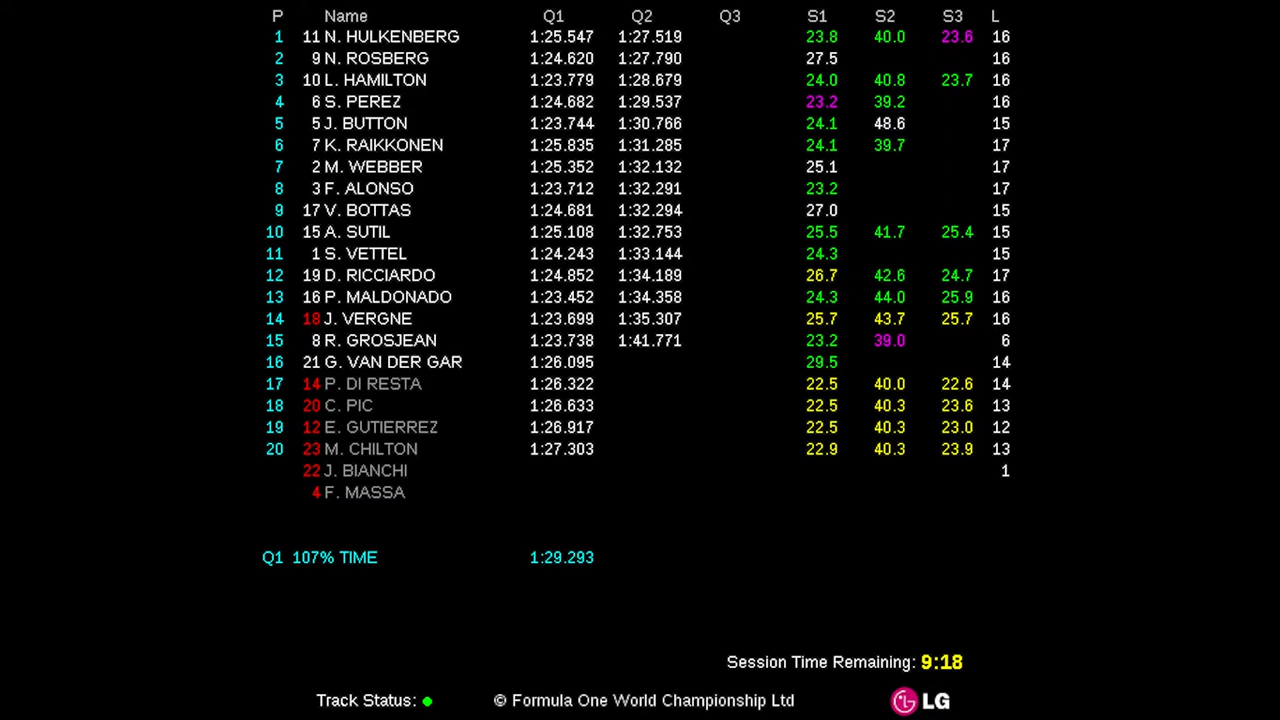 P Name Q1 Q2 Q3 S1 S2 S3 L
1 11 N. HULKENBERG 1:25.547 1:27.519 23.8 40.0 23.6 16
2 9 N. ROSBERG 1:24.620 1:27.790 27.5 16
3 10 L. HAMILTON 1:23.779 1:28.679 24.0 40.8 23.7 16
4 6 S. PEREZ 1:24.682 1:29.537 23.2 39.2 16
5 5 J. BUTTON 1:23.744 1:30.766 24.1 48.6 15
6 7 K. RAIKKONEN 1:25.835 1:31.285 24.1 39.7 17
7 2 M. WEBBER 1:25.352 1:32.132 25.1 17
8 3 F. ALONSO 1:23.712 1:32.291 23.2 17
9 17 V. BOTTAS 1:24.681 1:32.294 27.0 15
10 15 A. SUTIL 1:25.108 1:32.753 25.5 41.7 25.4 15
11 1 S. VETTEL 1:24.243 1:33.144 24.3 15
12 19 D. RICCIARDO 1:24.852 1:34.189 26.7 42.6 24.7 17
13 16 P. MALDONADO 1:23.452 1:34.358 24.3 44.0 25.9 16
14 18 J. VERGNE 1:23.699 1:35.307 25.7 43.7 25.7 16
15 8 R. GROSJEAN 1:23.738 1:41.771 23.2 39.0 6
16 21 G. VAN DER GAR 1:26.095 29.5 14
17 14 P. DI RESTA 1:26.322 22.5 40.0 22.6 14
18 20 C. PIC 1:26.633 22.5 40.3 23.6 13
19 12 E. GUTIERREZ 1:26.917 22.5 40.3 23.0 12
20 23 M. CHILTON 1:27.303 22.9 40.3 23.9 13
22 J. BIANCHI 1
4 F. MASSA
Q1 107% TIME 1:29.293
Session Time Remaining: 9:18
Track Status: © Formula One World Championship Ltd LG